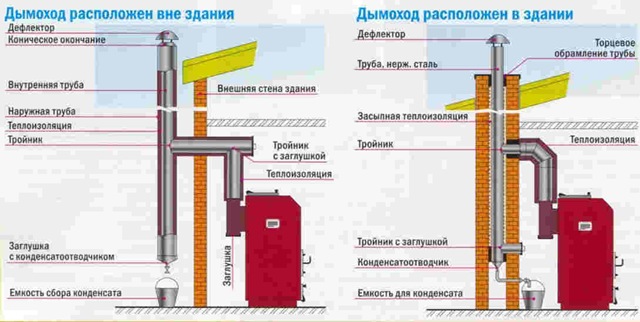 Дымоход расположен вне здания
Дефлектор
Коническое окончание
Внутренняя труба
Внешняя стена здания
Наружная труба
Теплоизоляция
Тройник
Тройник
с заглушкой
Теплоизоляция
Заглушка
с конденсатоотводчиком
Заглушка
Емкость сбора конденсата
Дымоход расположен в здании
Дефлектор
Торцевое
обрамление трубы
Труба, нерж. сталь
Засыпная теплоизоляция
Тройник
Теплоизоляция
Тройник с заглушкой
Конденсатоотводчик
Емкость для конденсата